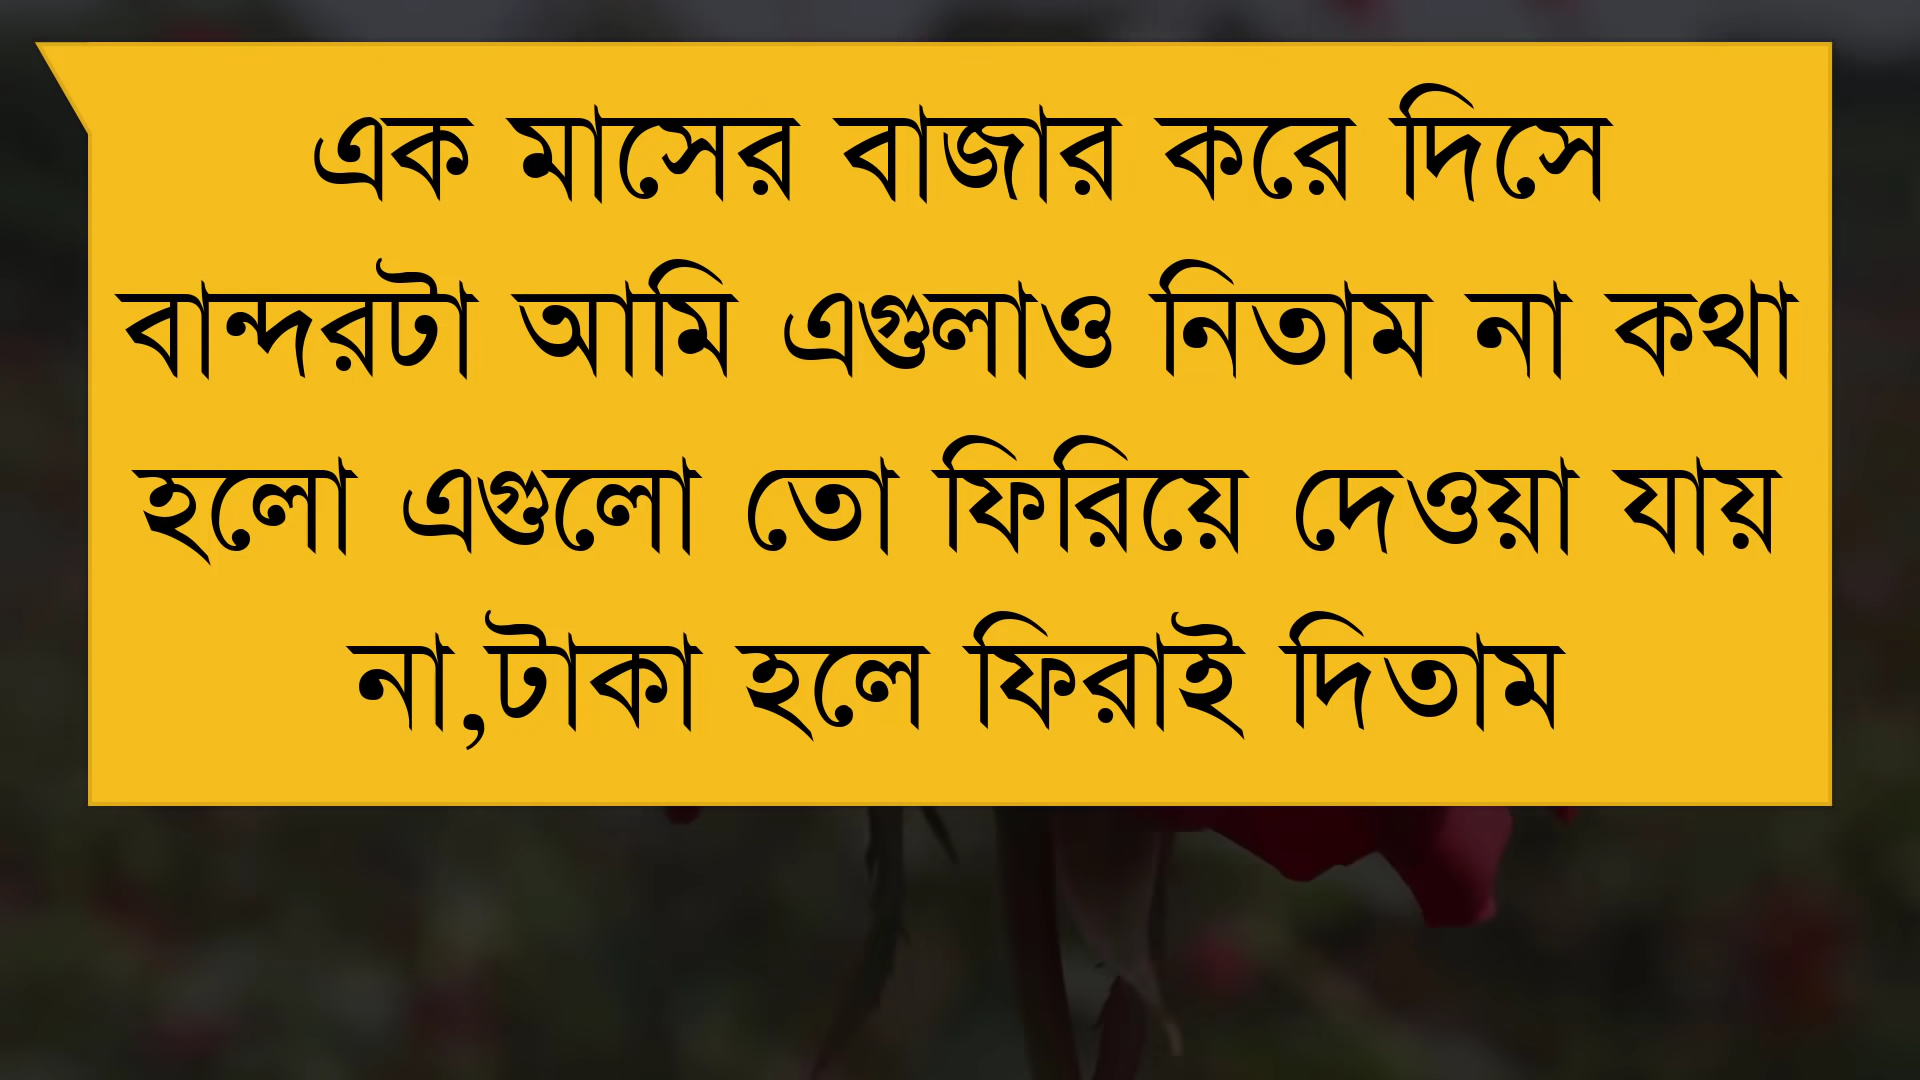 এক মাসের বাজার করে দিসে
বান্দরটা আমি এগুলাও নিতাম না কথা
হলো এগুলো তো ফিরিয়ে দেওয়া যায়
না,টাকা হলে ফিরাই দিতাম